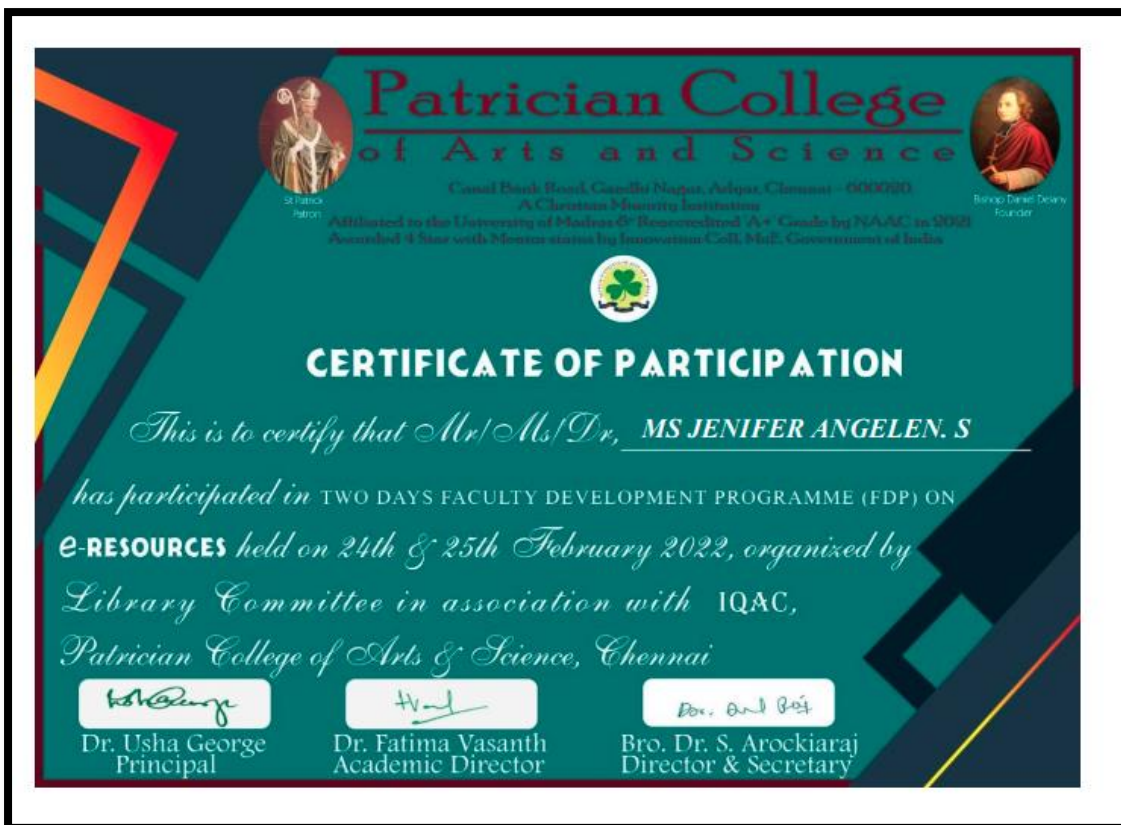 Patrician College
of Arts and Science
Canal Bank Road, Gandhi Nagar, Adyar, Chennai - 600020.
A Christian Minority Institution
Affiliated to the University of Madras & Reaccredited 'A+' Grade by NAAC in 2021
Awarded 4 Star with Mentor status by Innovation Cell, MoE, Government of India
St Patrick
Patron
Bishop Daniel Delany
Founder
CERTIFICATE OF PARTICIPATION
This is to certify that Mr/Ms/Dr, MS JENIFER ANGELEN. S
has participated in TWO DAYS FACULTY DEVELOPMENT PROGRAMME (FDP) ON
e-RESOURCES held on 24th & 25th February 2022, organized by
Library Committee in association with IQAC,
Patrician College of Arts & Science, Chennai
Dr. Usha George
Principal
Dr. Fatima Vasanth
Academic Director
Bro. Dr. S. Arockiaraj
Director & Secretary